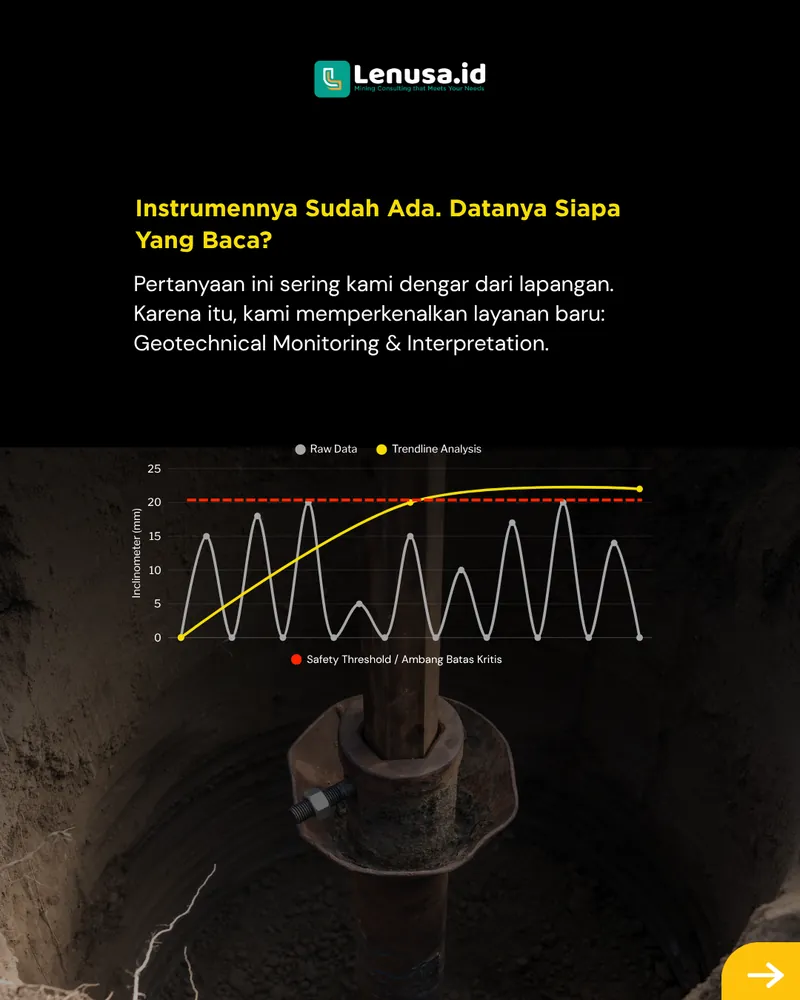 Lenusa.id
Mining Consulting that Meets Your Needs
Instrumennya Sudah Ada. Datanya Siapa
Yang Baca?
Pertanyaan ini sering kami dengar dari lapangan.
Karena itu, kami memperkenalkan layanan baru:
Geotechnical Monitoring & Interpretation.
Raw Data
Trendline Analysis
Inclinometer (mm)
25
20
15
10
5
0
Safety Threshold / Ambang Batas Kritis